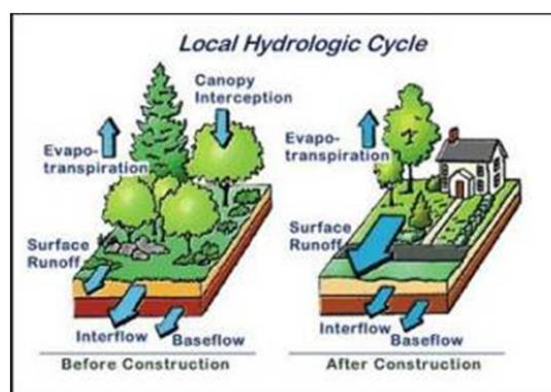 Local Hydrologic Cycle
Canopy
Interception
Evapo-
transpiration
Surface
Runoff
Interflow
Baseflow
Before Construction
Evapo-
transpiration
Surface
Runoff
Interflow
Baseflow
After Construction